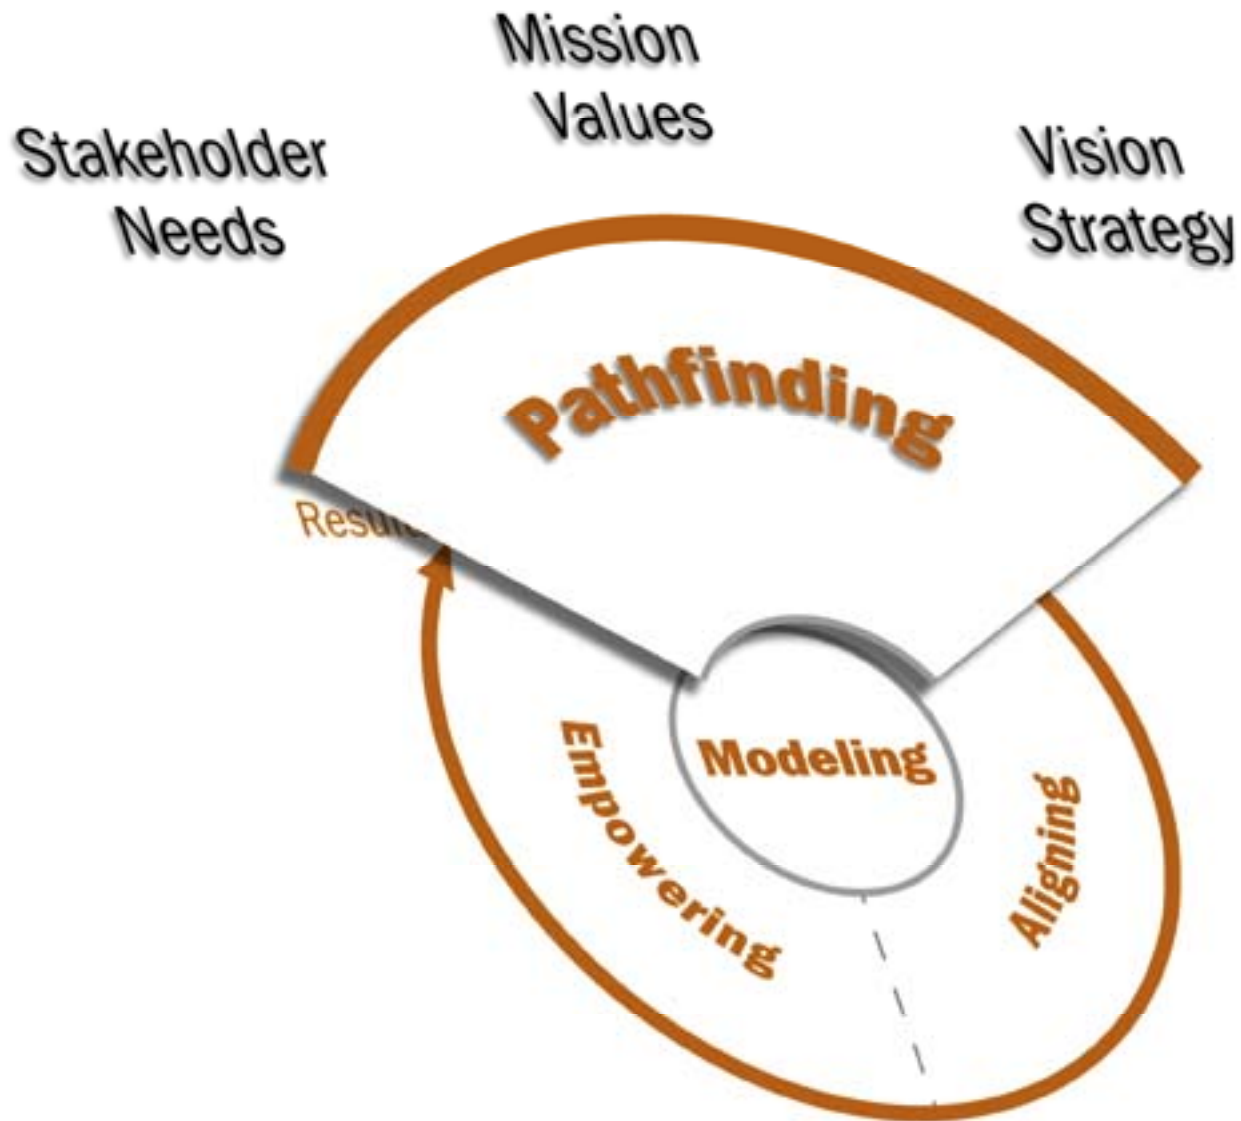 Mission
Values
Stakeholder
Needs
Vision
Strategy
Pathfinding
Modeling
Empowering
Aligning